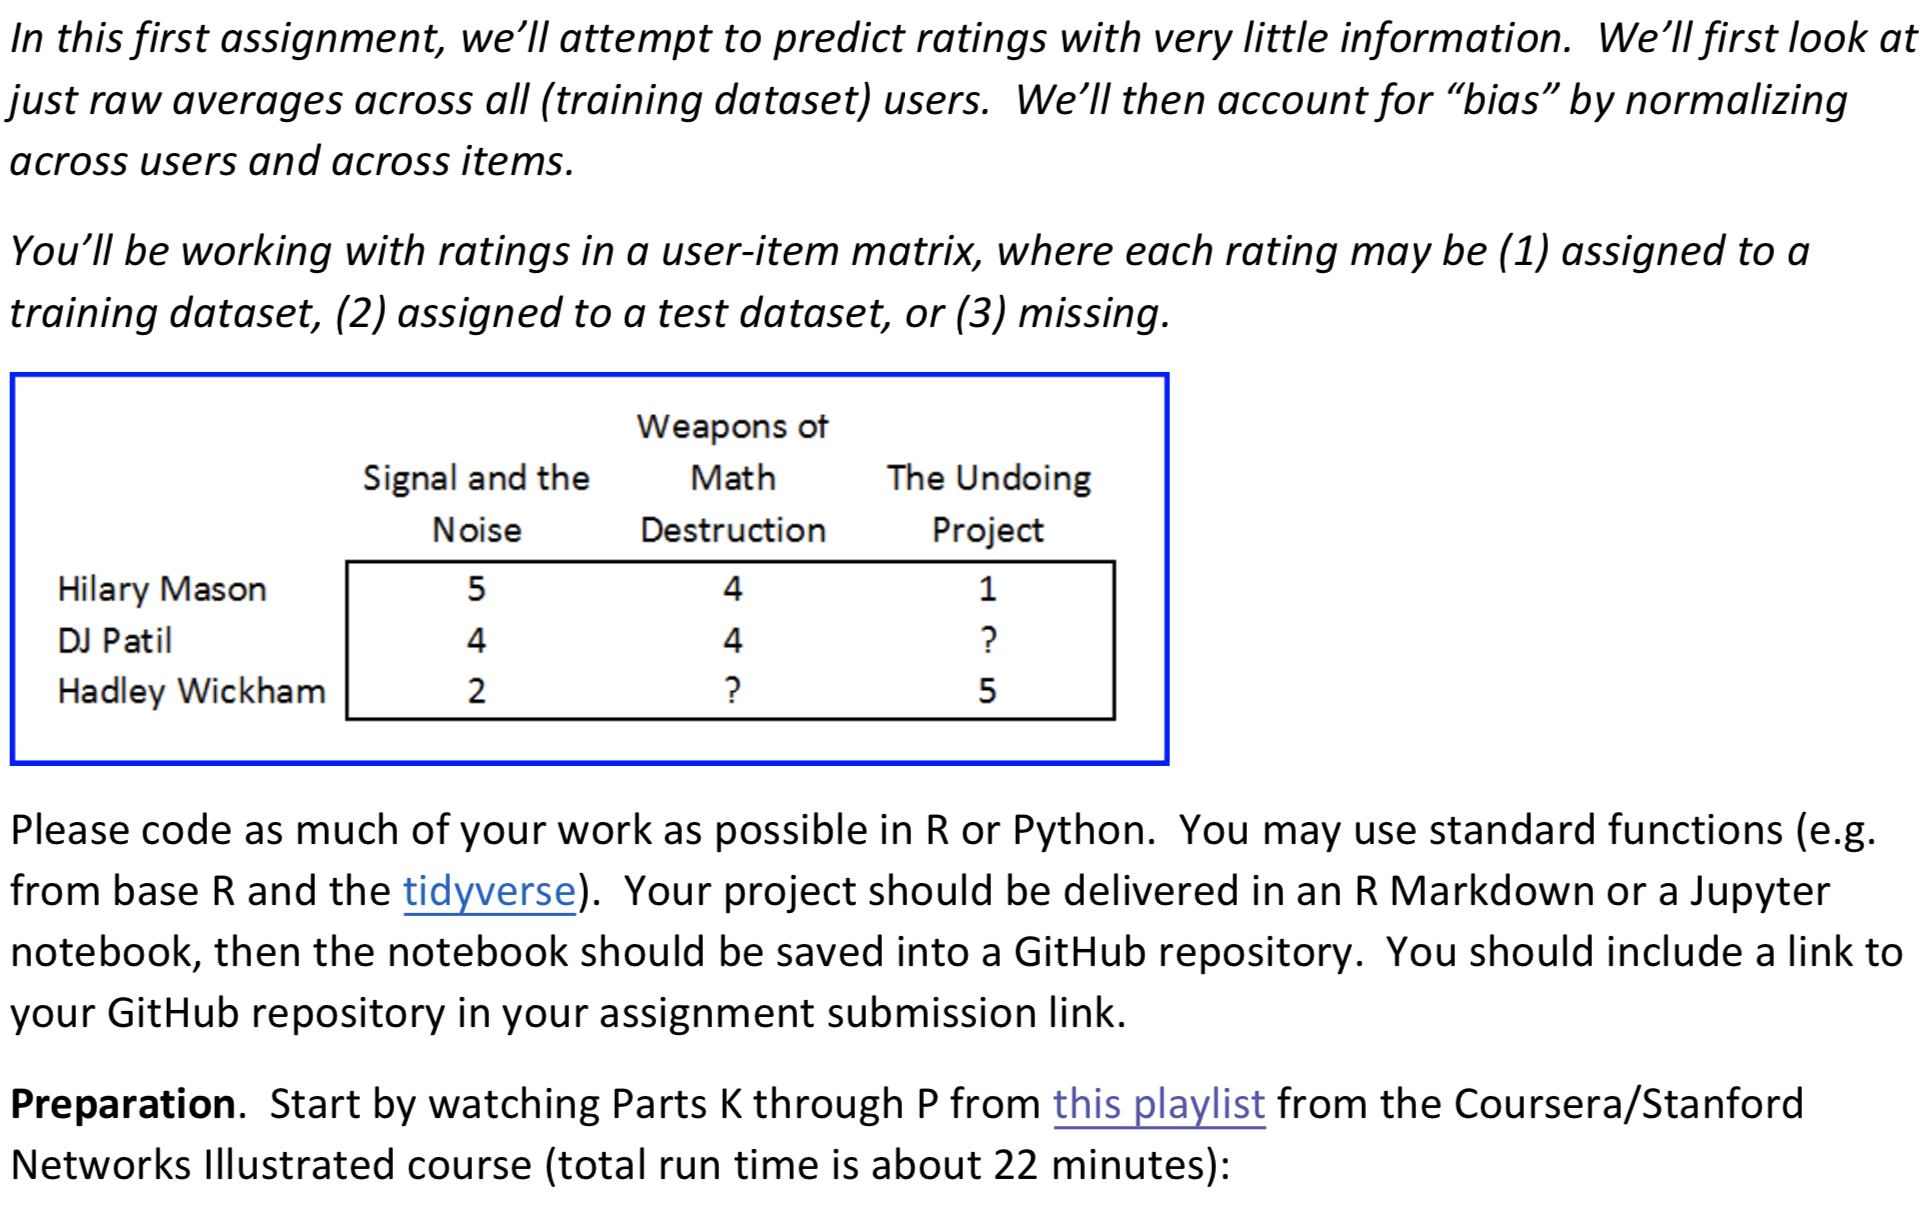 In this first assignment, we’ll attempt to predict ratings with very little information.  We’ll first look at
just raw averages across all (training dataset) users.  We’ll then account for “bias” by normalizing
across users and across items.
You’ll be working with ratings in a user-item matrix, where each rating may be (1) assigned to a
training dataset, (2) assigned to a test dataset, or (3) missing.
Weapons of
Signal and the Math The Undoing
Noise Destruction Project
Hilary Mason 5 4 1
DJ Patil 4 4 ?
Hadley Wickham 2 ? 5
Please code as much of your work as possible in R or Python.  You may use standard functions (e.g.
from base R and the tidyverse).  Your project should be delivered in an R Markdown or a Jupyter
notebook, then the notebook should be saved into a GitHub repository.  You should include a link to
your GitHub repository in your assignment submission link.
Preparation.  Start by watching Parts K through P from this playlist from the Coursera/Stanford
Networks Illustrated course (total run time is about 22 minutes):